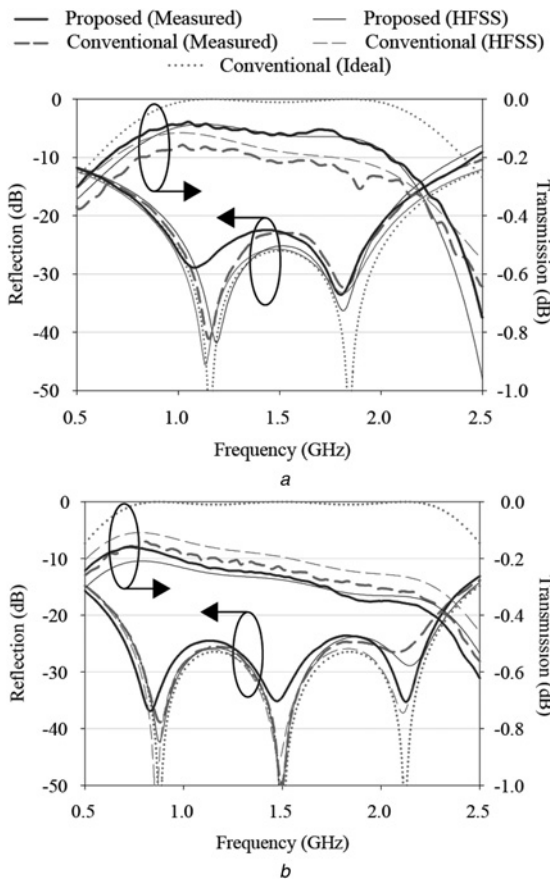 Proposed (Measured) Proposed (HFSS)
Conventional (Measured) Conventional (HFSS)
Conventional (Ideal)
0 0.0
-10 -0.2
-20 -0.4
-30 -0.6
-40 -0.8
-50 -1.0
Reflection (dB)
Transmission (dB)
0.5 1.0 1.5 2.0 2.5
Frequency (GHz)
a
0 0.0
-10 -0.2
-20 -0.4
-30 -0.6
-40 -0.8
-50 -1.0
Reflection (dB)
Transmission (dB)
0.5 1.0 1.5 2.0 2.5
Frequency (GHz)
b